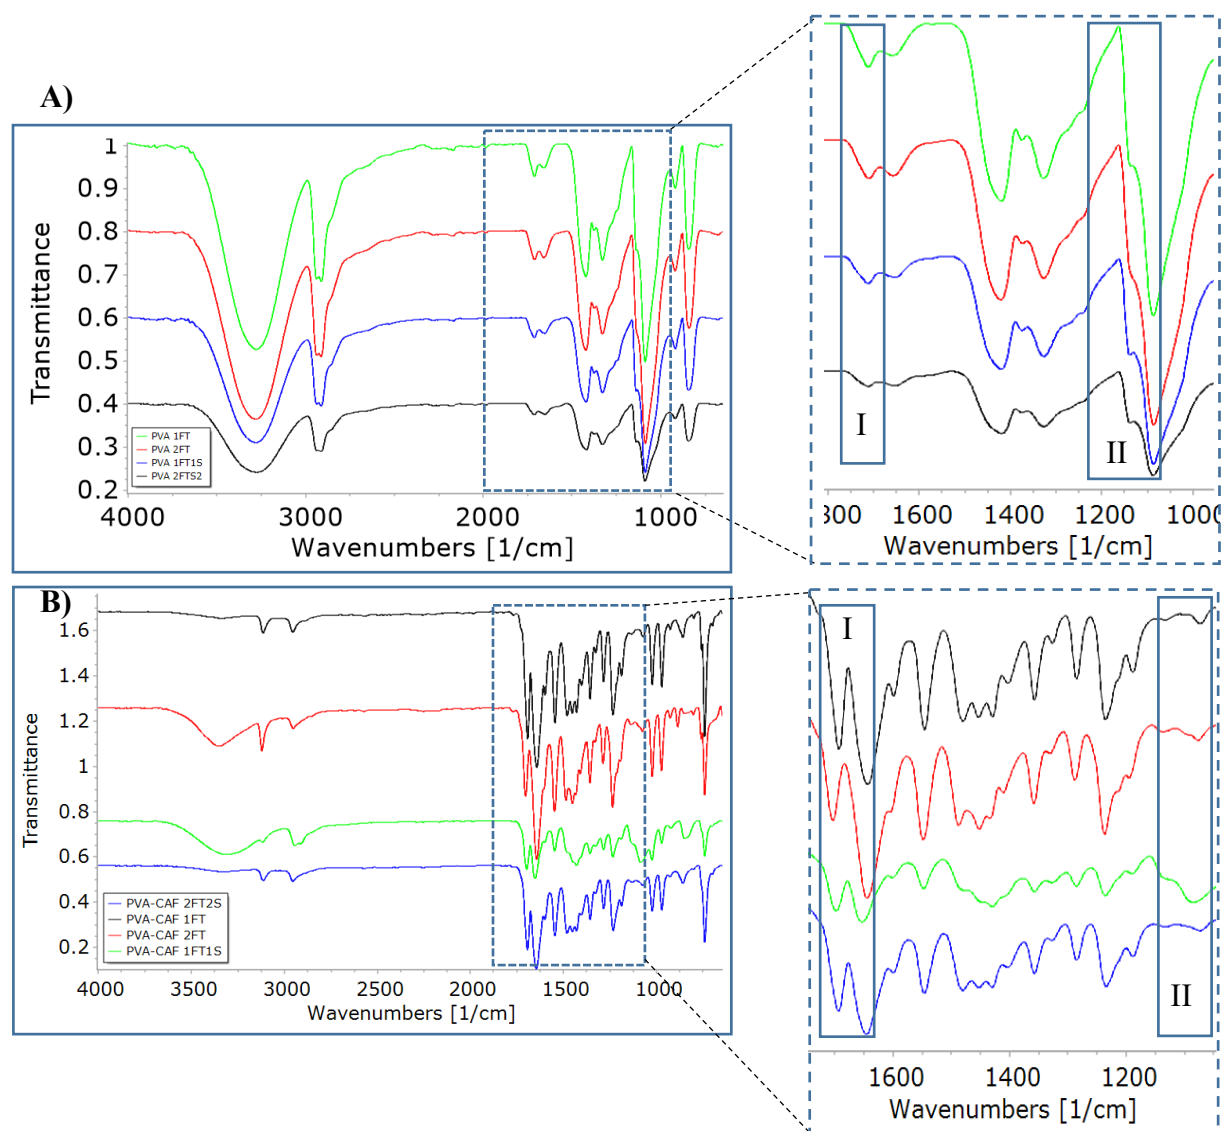 A)
1
0.9
0.8
0.7
0.6
0.5
0.4
0.3
0.2
Transmittance
PVA 1FT
PVA 2FT
PVA 1FT1S
PVA 2FTS2
4000 3000 2000 1000
Wavenumbers [1/cm]
I
II
300 1600 1400 1200 1000
Wavenumbers [1/cm]
B)
1.6
1.4
1.2
1
0.8
0.6
0.4
0.2
Transmittance
PVA-CAF 2FT2S
PVA-CAF 1FT
PVA-CAF 2FT
PVA-CAF 1FT1S
4000 3500 3000 2500 2000 1500 1000
Wavenumbers [1/cm]
I
II
1600 1400 1200
Wavenumbers [1/cm]